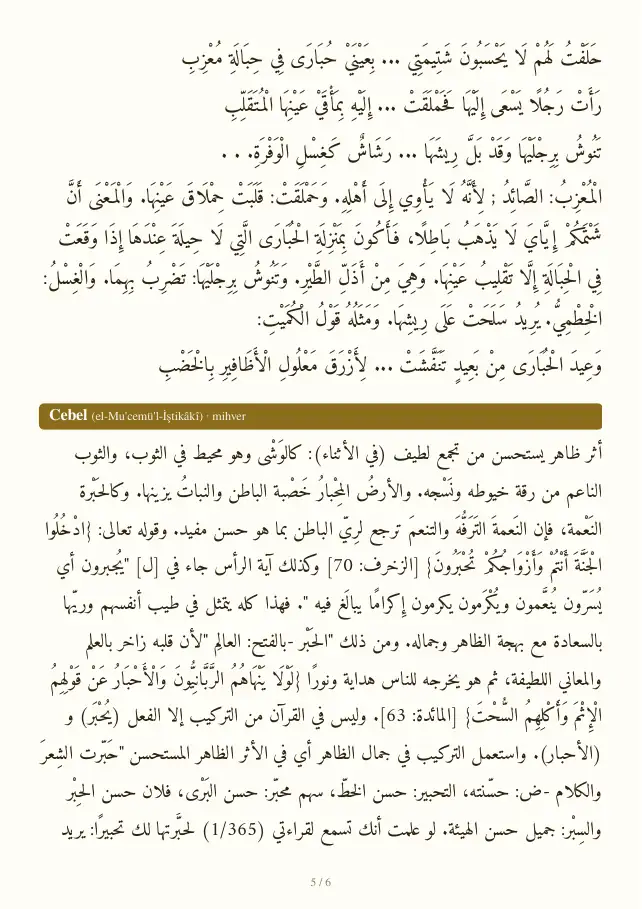 حَلَفْتُ لَهُمْ لَا يَحْسَبُونَ شَتِيمَتِي ... بِعَيْنَيْ حُبَارَى فِي حِبَالَةِ مُعْزِبِ
رَأَتْ رَجُلًا يَسْعَى إِلَيْهَا فَحَمْلَقَتْ ... إِلَيْهِ بِمَأْقَيْ عَيْنِهَا الْمُتَقَلِّبِ
تَنُوشُ بِرِجْلَيْهَا وَقَدْ بَلَّ رِيشَهَا ... رَشَاشٌ كَغِسْلِ الْوَفْرَةِ. . .
الْمُعْزِبُ: الصَّائِدُ ; لِأَنَّهُ لَا يَأْوِي إِلَى أَهْلِهِ. وَحَمْلَقَتْ: قَلَبَتْ حِمْلَاقَ عَيْنِهَا. وَالْمَعْنَى أَنَّ
شَتْمَكُمْ إِيَّايَ لَا يَذْهَبُ بَاطِلًا، فَأَكُونَ بِمَنْزِلَةِ الْحُبَارَى الَّتِي لَا حِيلَةَ عِنْدَهَا إِذَا وَقَعَتْ
فِي الْحِبَالَةِ إِلَّا تَقْلِيبُ عَيْنِهَا. وَهِيَ مِنْ أَذَلِّ الطَّيْرِ. وَتَنُوشُ بِرِجْلَيْهَا: تَضْرِبُ بِهِمَا. وَالْغِسْلُ:
الْخِطْمِيُّ. يُرِيدُ سَلَحَتْ عَلَى رِيشِهَا. وَمَثَلُهُ قَوْلُ الْكُمَيْتِ:
وَعِيدَ الْحُبَارَى مِنْ بَعِيدٍ تَنَفَّشَتْ ... لِأَزْرَقَ مَعْلُولِ الْأَظَافِيرِ بِالْخَضْبِ
Cebel (el-Mu'cemü'l-İştikâkî) · mihver
أثر ظاهر يستحسن من تجمع لطيف (في الأثناء): كالوَشْى وهو محيط في الثوب، والثوب
الناعم من رقة خيوطه ونَسْجه. والأرضُ المِحْبارُ خَصْبة الباطن والنباتُ يزينها. وكالحَبْرة
النَعْمة، فإن النَعمةَ التَرَفُّهَ والتنعمَ ترجع لرِيّ الباطن بما هو حسن مفيد. وقوله تعالى: {ادْخُلُوا
الْجَنَّةَ أَنْتُمْ وَأَزْوَاجُكُمْ تُحْبَرُونَ} [الزخرف: 70] وكذلك آية الرأس جاء في [ل] "يُحبرون أي
يُسَرّون يُنعَّمون ويُكْرَمون يكرمون إكرامًا يبالَغ فيه ". فهذا كله يتمثل في طيب أنفسهم وريّها
بالسعادة مع بهجة الظاهر وجماله. ومن ذلك "الحَبْر -بالفتح: العالِم "لأن قلبه زاخر بالعلم
والمعاني اللطيفة، ثم هو يخرجه للناس هداية ونورًا {لَوْلَا يَنْهَاهُمُ الرَّبَّانِيُّونَ وَالْأَحْبَارُ عَنْ قَوْلِهِمُ
الْإِثْمَ وَأَكْلِهِمُ السُّحْتَ} [المائدة: 63]. وليس في القرآن من التركيب إلا الفعل (يُحْبَر) و
(الأحبار). واستعمل التركيب في جمال الظاهر أي في الأثر الظاهر المستحسن "حَبّرت الشِعرَ
والكلام -ض: حسّنته، التحبير: حسن الخطّ، سهم محبّر: حسن البَرْى، فلان حسن الحِبْر
والسِبْر: جميل حسن الهيئة. لو علمت أنك تسمع لقراءتي (1/365) لحبَّرتها لك تحبيرًا: يريد
5 / 6